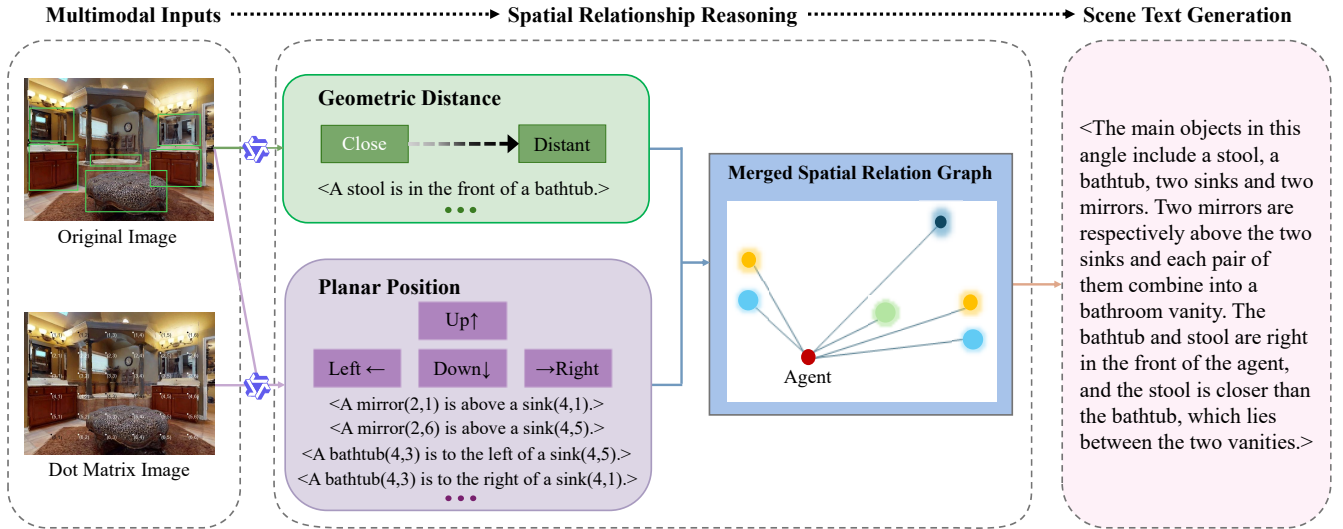 Multimodal Inputs
Spatial Relationship Reasoning
Scene Text Generation
Original Image
Dot Matrix Image
Geometric Distance
Close
Distant
<A stool is in the front of a bathtub.>
Planar Position
Up↑
Left ←
Down↓
→Right
<A mirror(2,1) is above a sink(4,1).>
<A mirror(2,6) is above a sink(4,5).>
<A bathtub(4,3) is to the left of a sink(4,5).>
<A bathtub(4,3) is to the right of a sink(4,1).>
Merged Spatial Relation Graph
Agent
<The main objects in this
angle include a stool, a
bathtub, two sinks and two
mirrors. Two mirrors are
respectively above the two
sinks and each pair of
them combine into a
bathroom vanity. The
bathtub and stool are right
in the front of the agent,
and the stool is closer than
the bathtub, which lies
between the two vanities.>